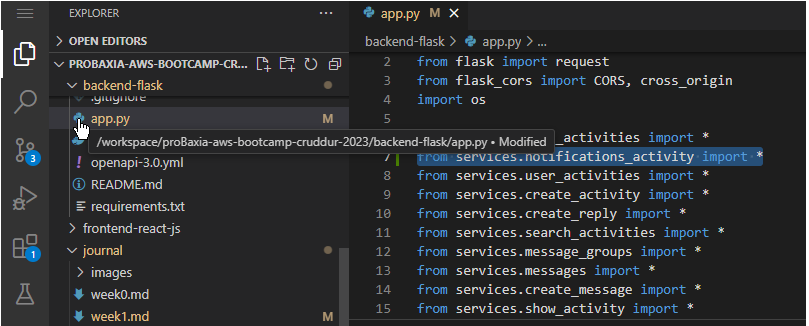 EXPLORER
OPEN EDITORS
PROBAXIA-AWS-BOOTCAMP-CR...
backend-flask
.gitignore
app.py M
/workspace/proBaxia-aws-bootcamp-cruddur-2023/backend-flask/app.py • Modified
openapi-3.0.yml
README.md
requirements.txt
frontend-react-js
journal
images
week0.md
week1.md M
3
1
app.py M
backend-flask > app.py > ...
2 from flask import request
3 from flask_cors import CORS, cross_origin
4 import os
5
_activities import *
7 from services.notifications_activity import *
8 from services.user_activities import *
9 from services.create_activity import *
10 from services.create_reply import *
11 from services.search_activities import *
12 from services.message_groups import *
13 from services.messages import *
14 from services.create_message import *
15 from services.show_activity import *